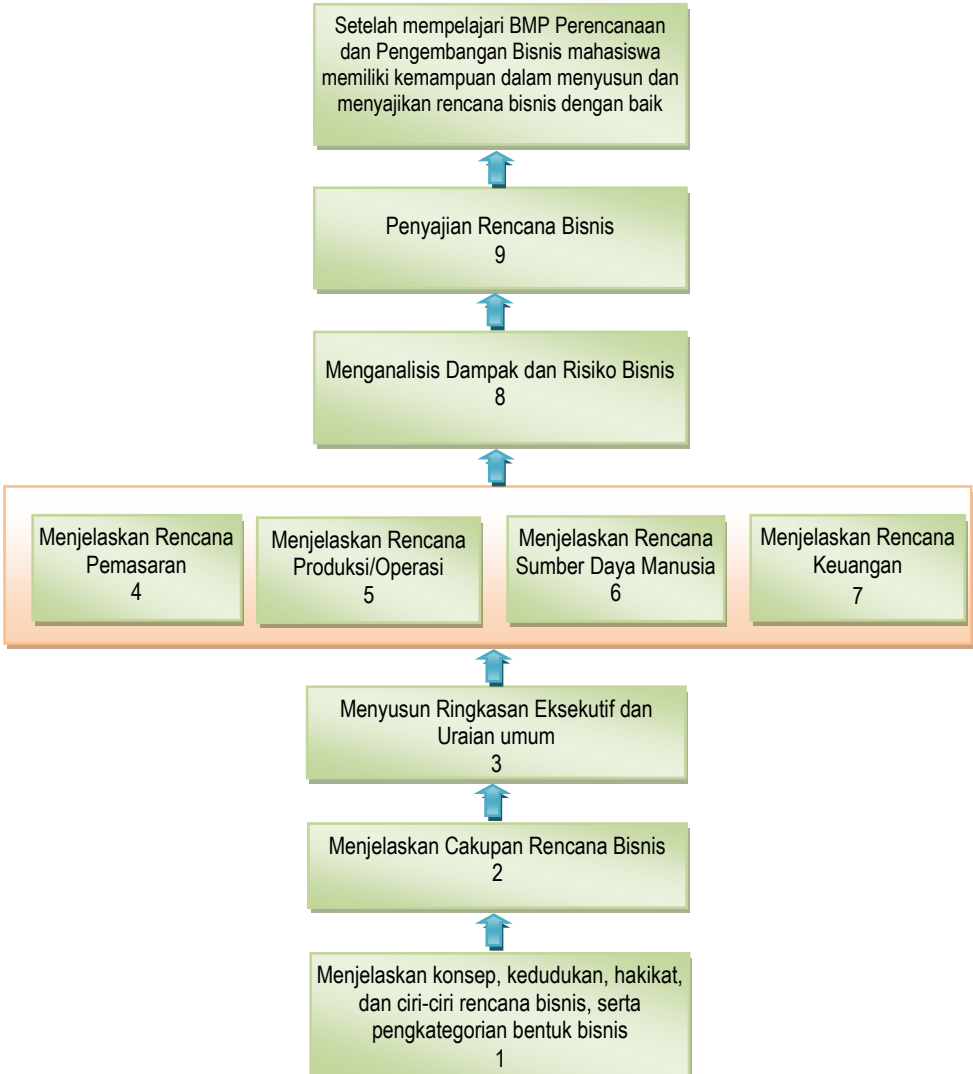 Setelah mempelajari BMP Perencanaan
dan Pengembangan Bisnis mahasiswa
memiliki kemampuan dalam menyusun dan
menyajikan rencana bisnis dengan baik
Penyajian Rencana Bisnis
9
Menganalisis Dampak dan Risiko Bisnis
8
Menjelaskan Rencana
Pemasaran
4
Menjelaskan Rencana
Produksi/Operasi
5
Menjelaskan Rencana
Sumber Daya Manusia
6
Menjelaskan Rencana
Keuangan
7
Menyusun Ringkasan Eksekutif dan
Uraian umum
3
Menjelaskan Cakupan Rencana Bisnis
2
Menjelaskan konsep, kedudukan, hakikat,
dan ciri-ciri rencana bisnis, serta
pengkategorian bentuk bisnis
1